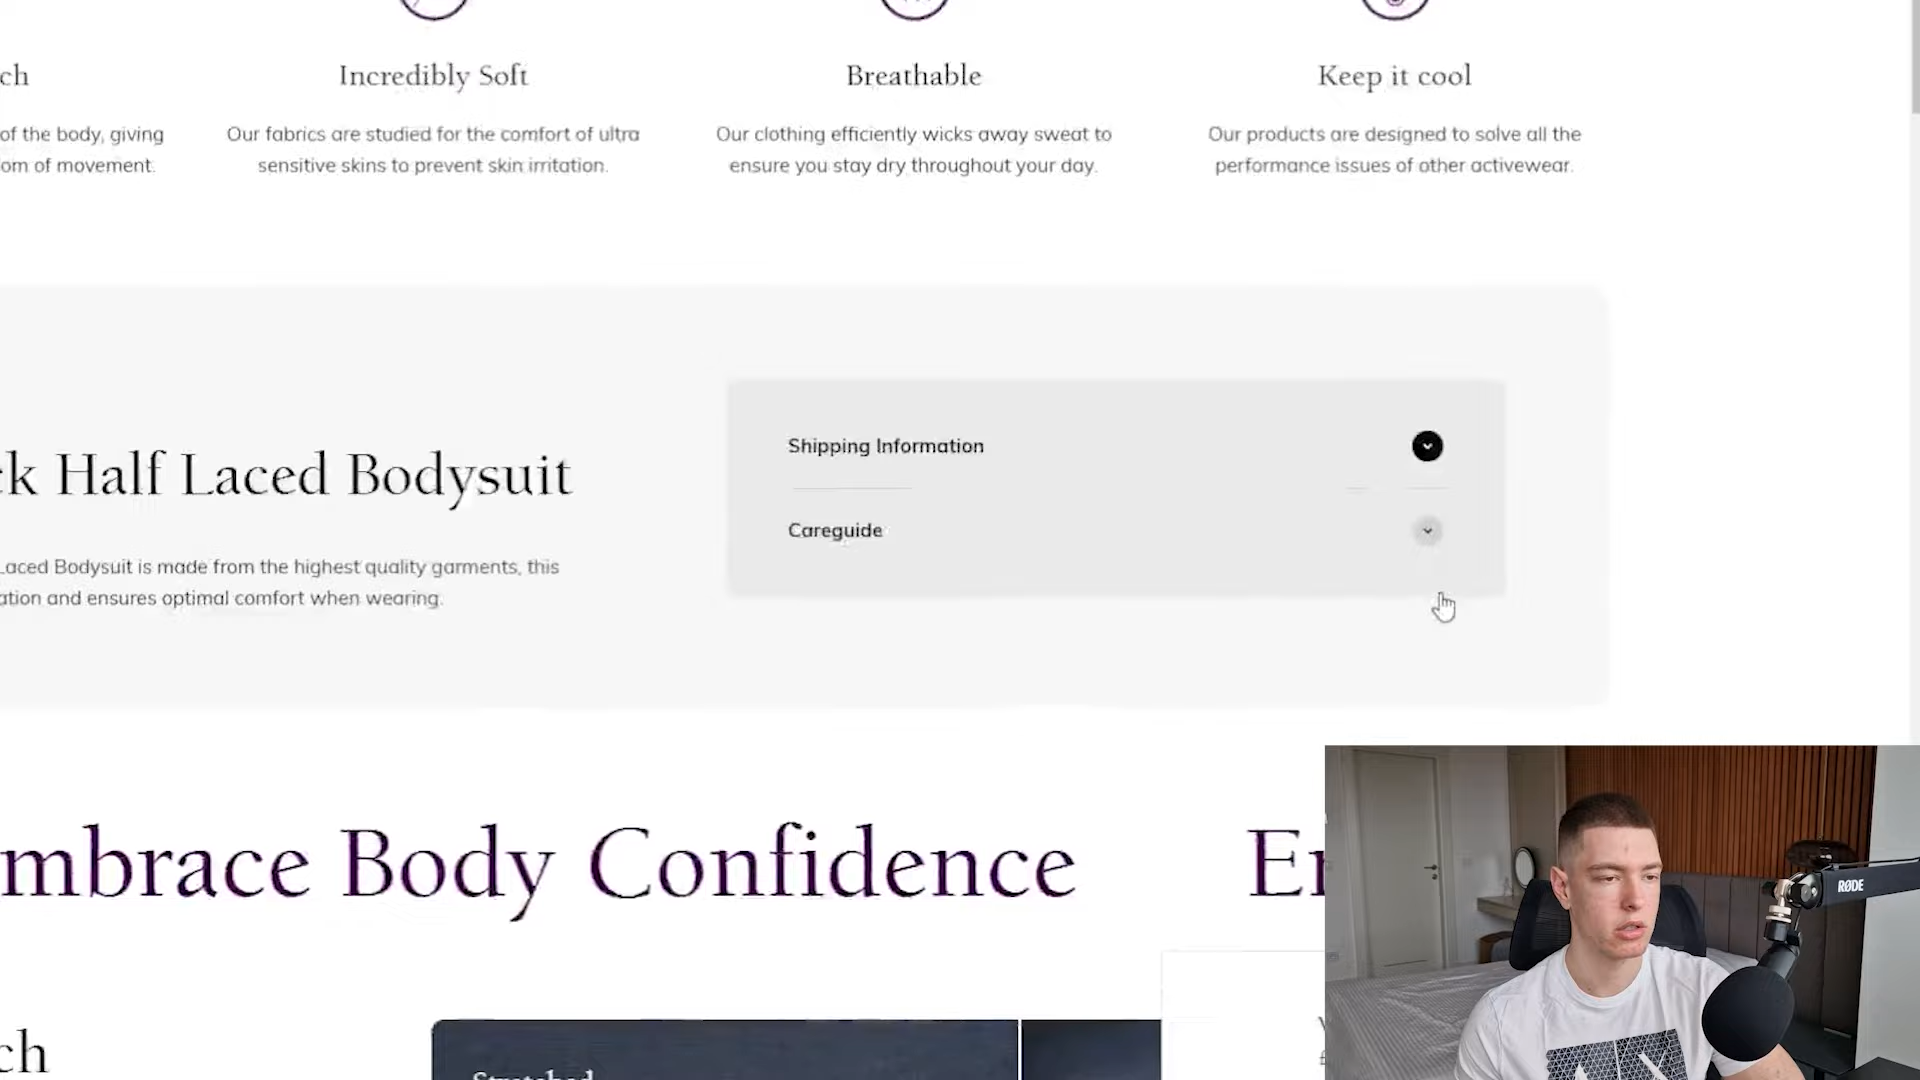 ch
Incredibly Soft
Breathable
Keep it cool
of the body, giving
om of movement.
Our fabrics are studied for the comfort of ultra
sensitive skins to prevent skin irritation.
Our clothing efficiently wicks away sweat to
ensure you stay dry throughout your day.
Our products are designed to solve all the
performance issues of other activewear.
k Half Laced Bodysuit
Laced Bodysuit is made from the highest quality garments, this
ation and ensures optimal comfort when wearing.
Shipping Information
Careguide
mbrace Body Confidence
ch
Stretched
RØDE